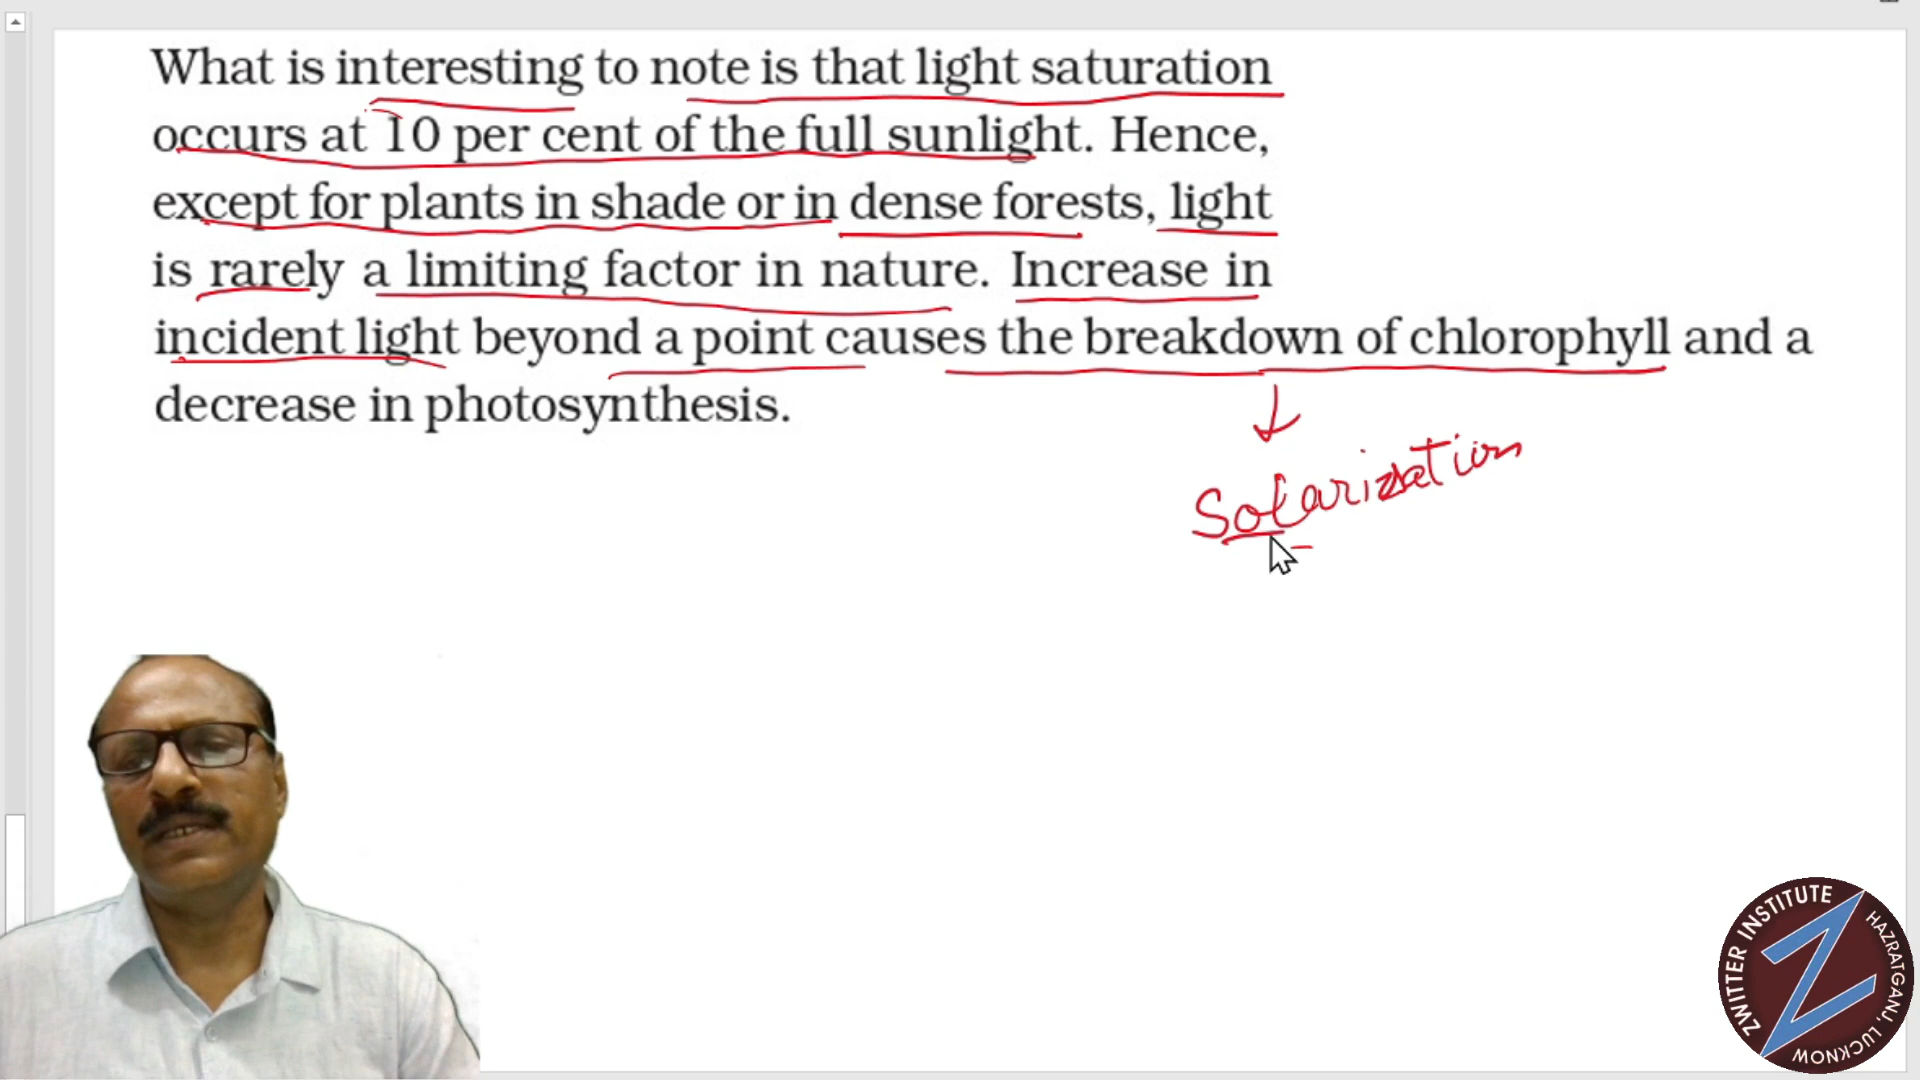 What is interesting to note is that light saturation
occurs at 10 per cent of the full sunlight. Hence,
except for plants in shade or in dense forests, light
is rarely a limiting factor in nature. Increase in
incident light beyond a point causes the breakdown of chlorophyll and a
decrease in photosynthesis.
Solarization
ZWITTER INSTITUTE
HAZRATGANJ, LUCKNOW